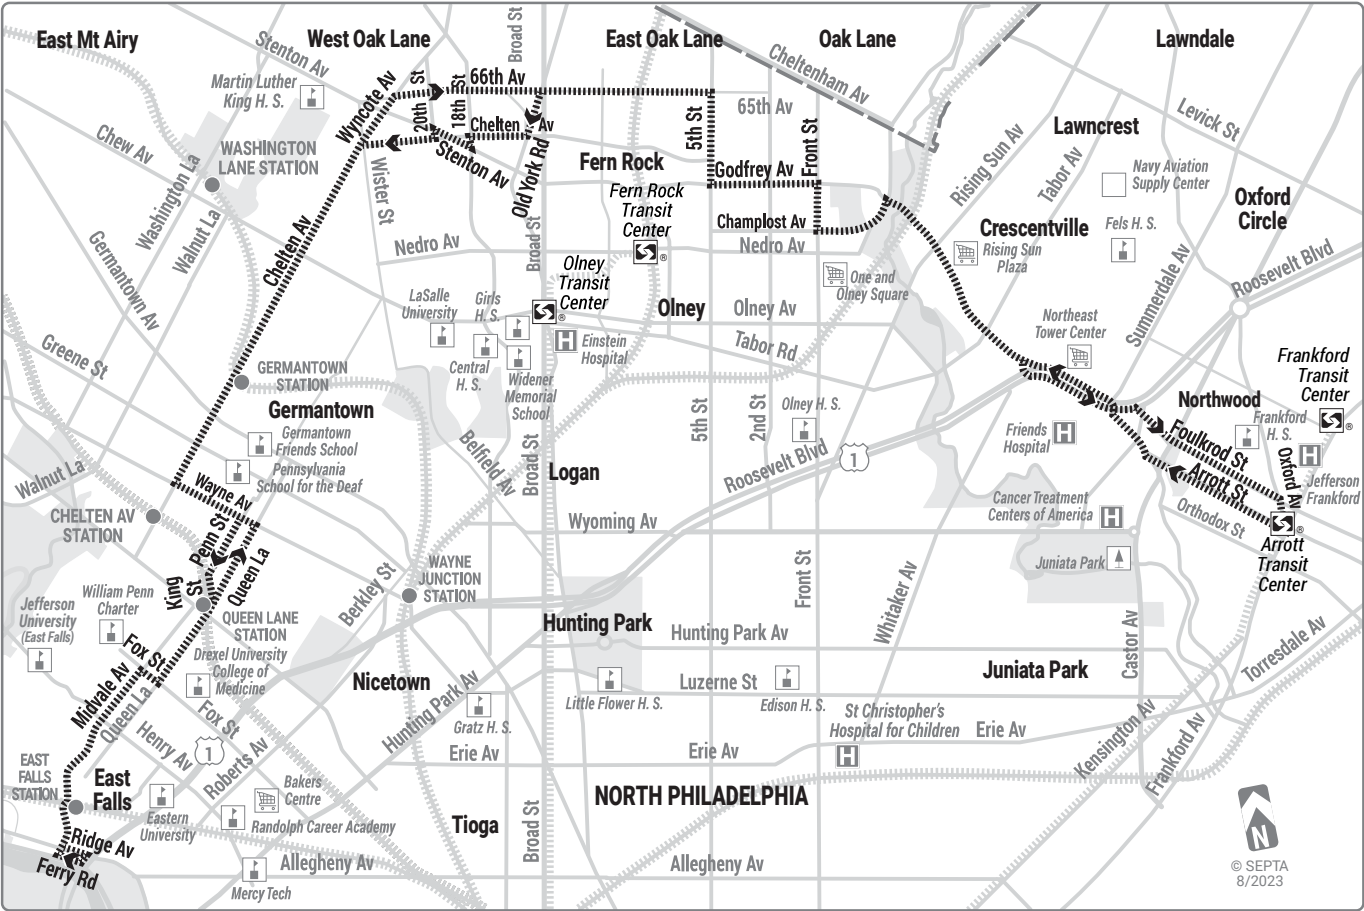 East Mt Airy
West Oak Lane
Broad St
East Oak Lane
Oak Lane
Lawndale
Stenton Av
Cheltenham Av
Martin Luther
King H. S.
Wyncote Av
20th St
18th St
66th Av
65th Av
Levick St
Chew Av
Chelten Av
5th St
Front St
Rising Sun Av
Lawncrest
Tabor Av
WASHINGTON
LANE STATION
Washington La
Walnut La
Wister St
Stenton Av
Old York Rd
Fern Rock
Fern Rock
Transit
Center
®
Godfrey Av
Navy Aviation
Supply Center
Oxford
Circle
Champlost Av
Crescentville
Fels H. S.
Germantown Av
Chelten Av
Nedro Av
Broad St
Nedro Av
Rising Sun
Plaza
Roosevelt Blvd
Olney
Transit
Center
®
One and
Olney Square
Summerdale Av
LaSalle
University
Girls
H. S.
Olney
Olney Av
Northeast
Tower Center
Greene St
Central
H. S.
H
Einstein
Hospital
Tabor Rd
Frankford
Transit
Center
®
GERMANTOWN
STATION
Widener
Memorial
School
Germantown
5th St
2nd St
Olney H. S.
Northwood
Frankford
H. S.
Germantown
Friends School
Friends
Hospital
H
Foulkrod St
H
Jefferson
Frankford
Walnut La
Pennsylvania
School for the Deaf
Belfield Av
Broad St
Logan
Roosevelt Blvd
1
Arrott St
Oxford Av
Wayne Av
CHELTEN AV
STATION
Penn St
Wyoming Av
Cancer Treatment
Centers of America
H
Orthodox St
®
Arrott
Transit
Center
King St
Queen La
WAYNE
JUNCTION
STATION
Berkley St
Front St
Whitaker Av
Juniata Park
William Penn
Charter
Jefferson
University
(East Falls)
QUEEN LANE
STATION
Hunting Park
Hunting Park Av
Castor Av
Torresdale Av
Fox St
Drexel University
College of
Medicine
Nicetown
Juniata Park
Midvale Av
Queen La
Fox St
Hunting Park Av
Little Flower H. S.
Luzerne St
Edison H. S.
Gratz H. S.
St Christopher's
Hospital for Children
H
Erie Av
Henry Av
1
Roberts Av
Erie Av
Erie Av
Kensington Av
Frankford Av
EAST
FALLS
STATION
East
Falls
Bakers
Centre
NORTH PHILADELPHIA
Eastern
University
Randolph Career Academy
Tioga
Broad St
Ridge Av
Ferry Rd
Allegheny Av
Allegheny Av
Mercy Tech
N
© SEPTA
8/2023